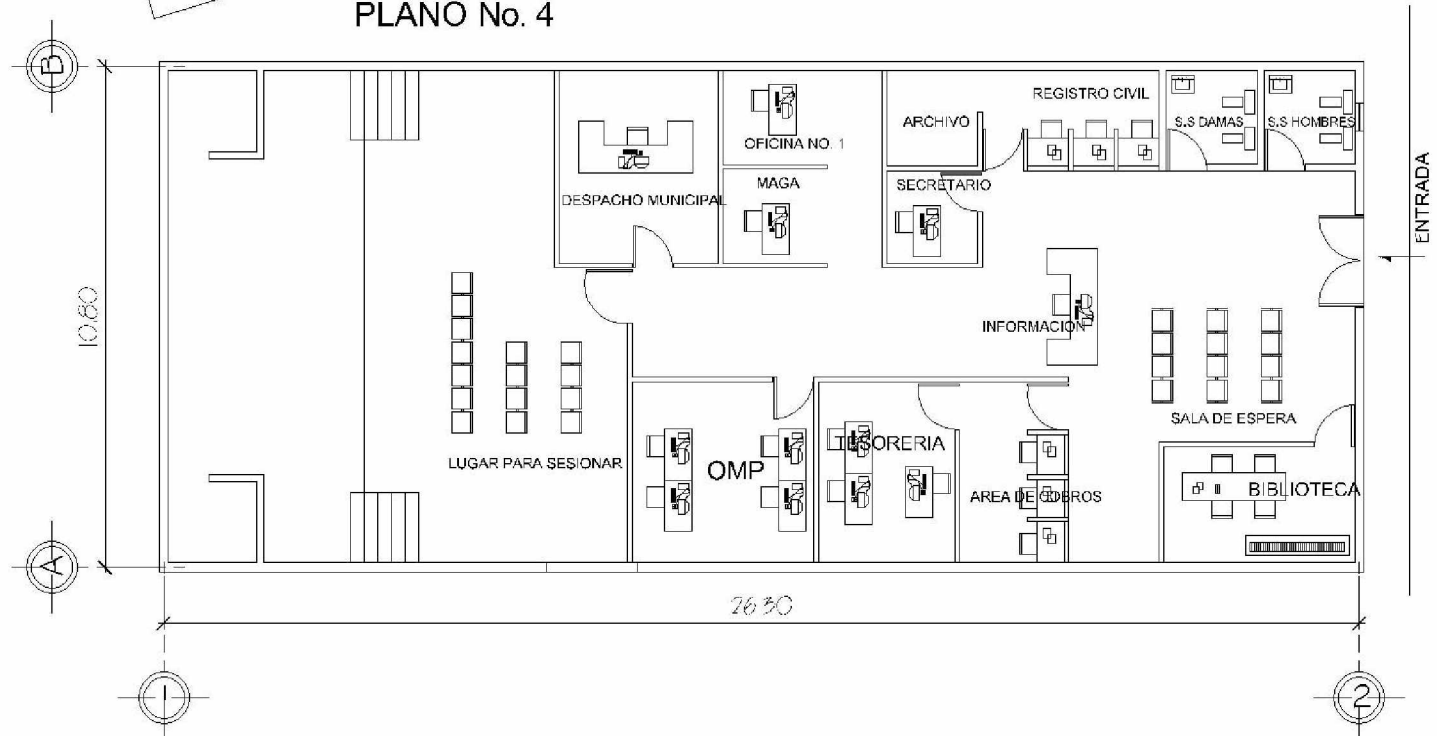 PLANO No. 4
B
REGISTRO CIVIL
ARCHIVO
S.S DAMAS
S.S HOMBRES
OFICINA NO. 1
MAGA
SECRETARIO
DESPACHO MUNICIPAL
ENTRADA
10.80
INFORMACION
SALA DE ESPERA
LUGAR PARA SESIONAR
OMP
TESORERIA
AREA DE COBROS
BIBLIOTECA
A
26.30
1
2